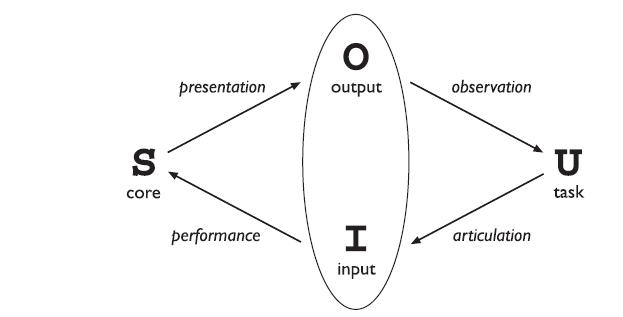 O
output
presentation
observation
S
core
U
task
performance
I
input
articulation